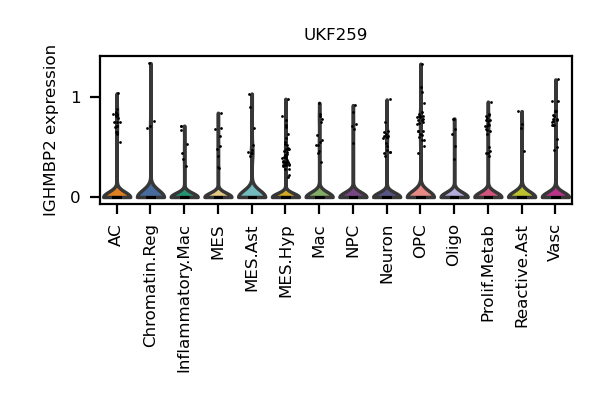 UKF259
IGHMBP2 expression
1
0
AC
Chromatin.Reg
Inflammatory.Mac
MES
MES.Ast
MES.Hyp
Mac
NPC
Neuron
OPC
Oligo
Prolif.Metab
Reactive.Ast
Vasc